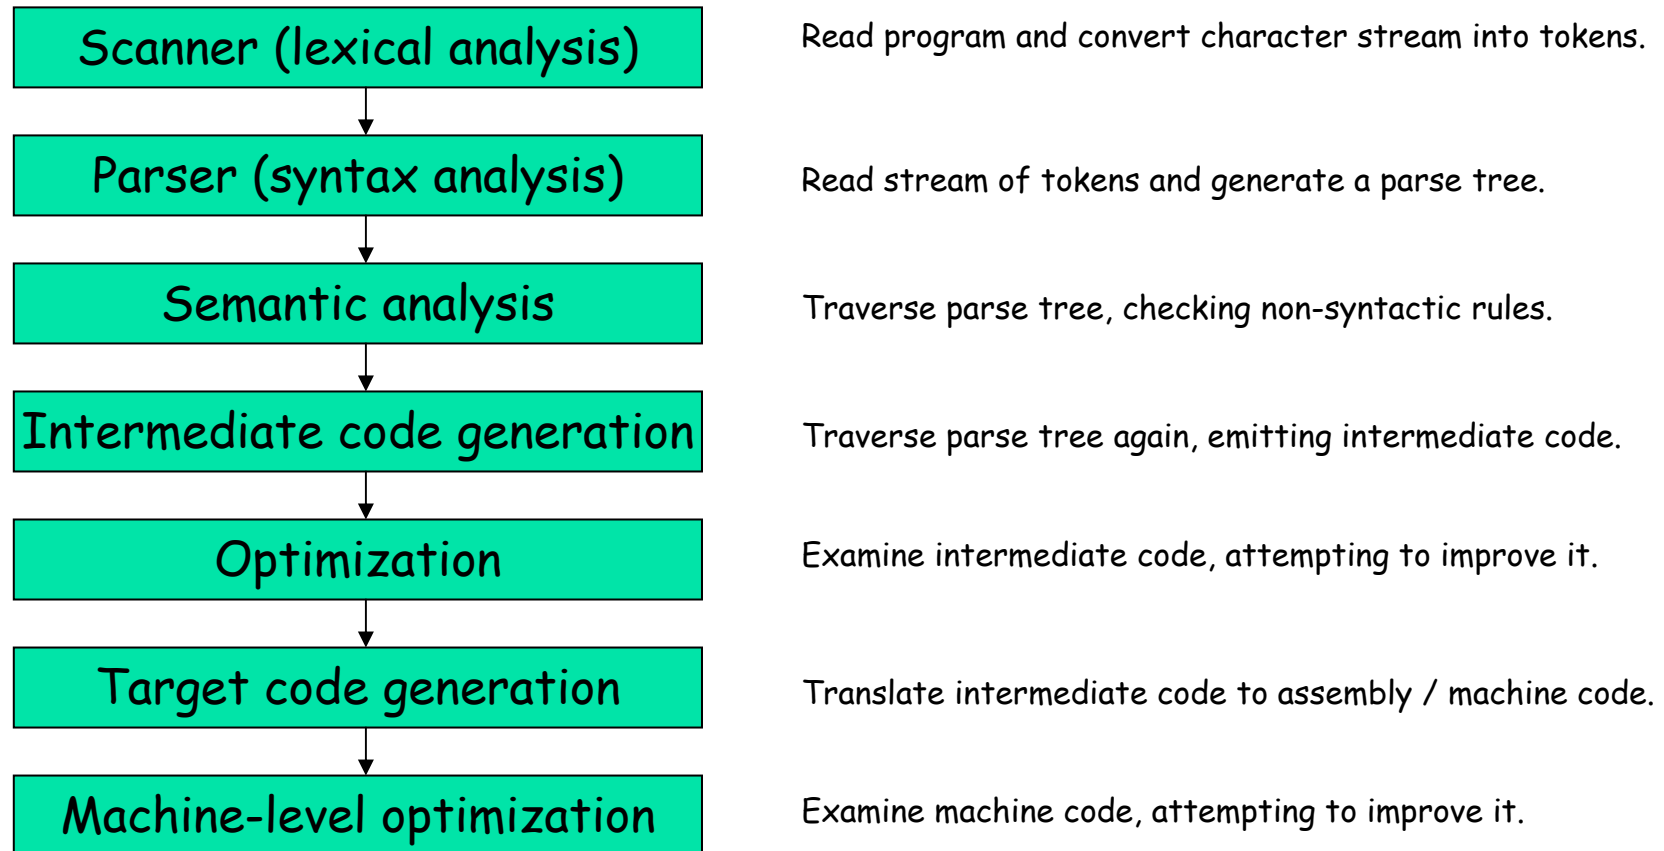 Scanner (lexical analysis)
Read program and convert character stream into tokens.
Parser (syntax analysis)
Read stream of tokens and generate a parse tree.
Semantic analysis
Traverse parse tree, checking non-syntactic rules.
Intermediate code generation
Traverse parse tree again, emitting intermediate code.
Optimization
Examine intermediate code, attempting to improve it.
Target code generation
Translate intermediate code to assembly / machine code.
Machine-level optimization
Examine machine code, attempting to improve it.